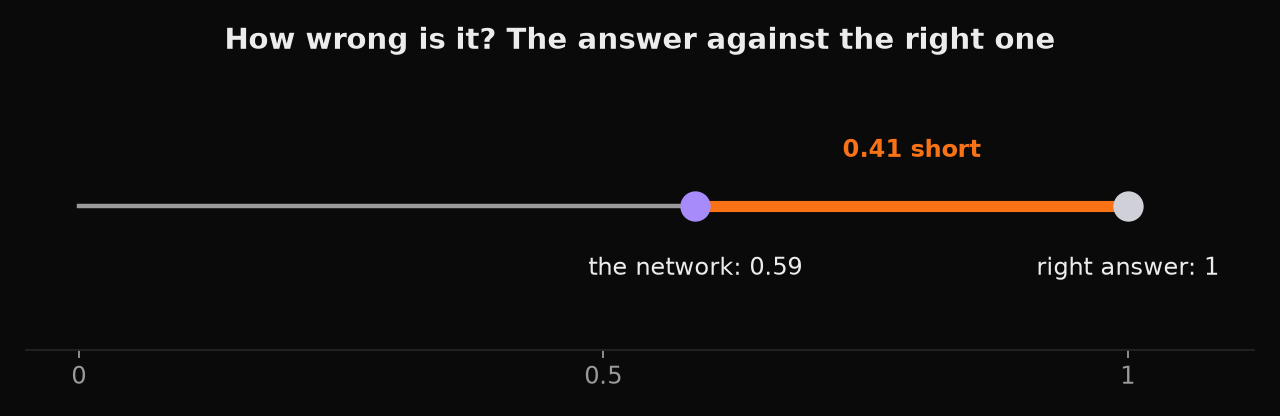 How wrong is it? The answer against the right one
0.41 short
the network: 0.59
right answer: 1
0
0.5
1